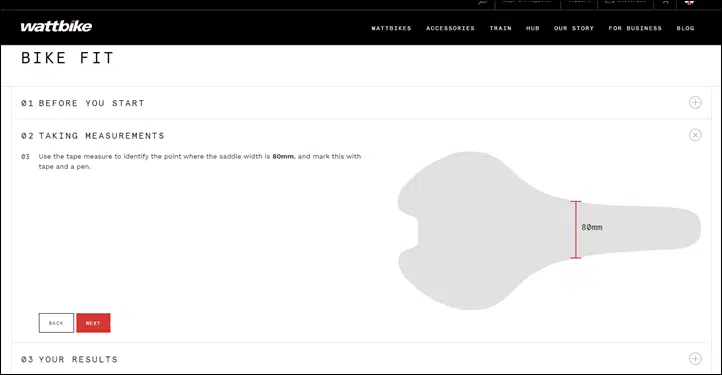 wattbike
WATTBIKES ACCESSORIES TRAIN HUB OUR STORY FOR BUSINESS BLOG
BIKE FIT
01 BEFORE YOU START
02 TAKING MEASUREMENTS
03 Use the tape measure to identify the point where the saddle width is 80mm, and mark this with
tape and a pen.
80mm
BACK NEXT
03 YOUR RESULTS